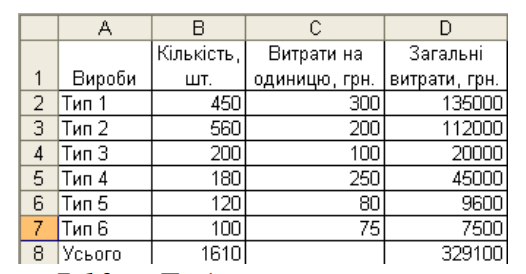 A B C D
Кількість, Витрати на Загальні
1 Вироби шт. одиницю, грн. витрати, грн.
2 Тип 1 450 300 135000
3 Тип 2 560 200 112000
4 Тип 3 200 100 20000
5 Тип 4 180 250 45000
6 Тип 5 120 80 9600
7 Тип 6 100 75 7500
8 Усього 1610 329100